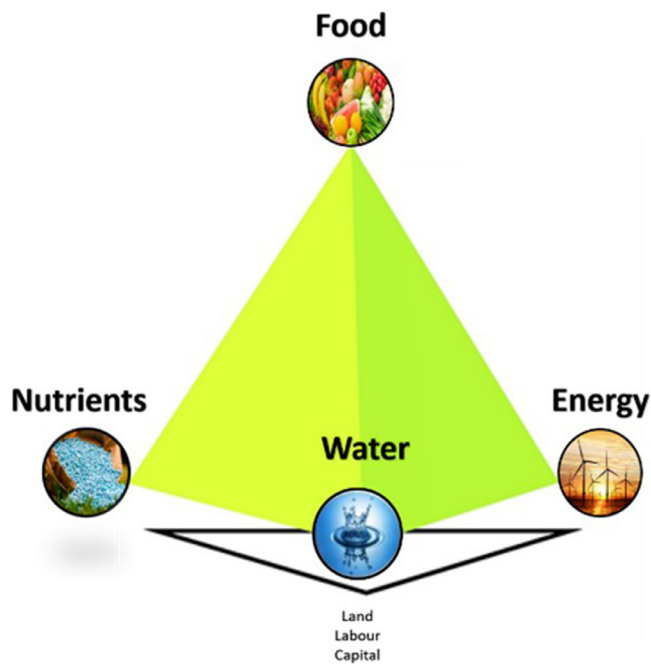 Food
Nutrients
Energy
Water
Land
Labour
Capital